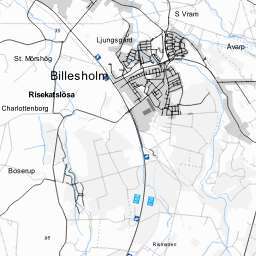 S Vram
Ljungsgård
Åvarp
St. Mörshög
Billesholm
Risekatslösa
Charlottenborg
Böserup